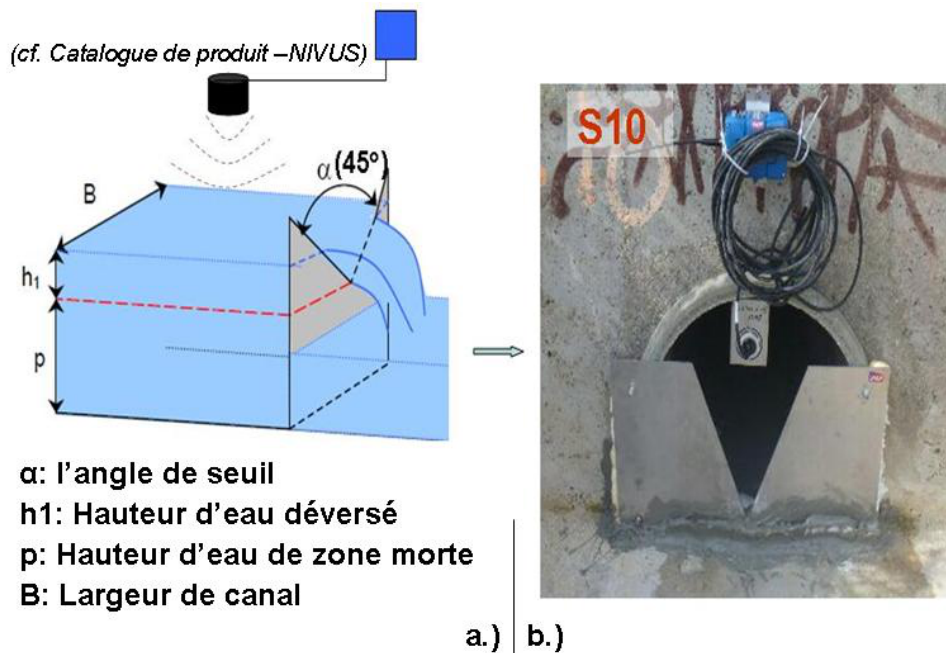 (cf. Catalogue de produit –NIVUS)
S10
α (45°)
B
h1
p
α: l'angle de seuil
h1: Hauteur d'eau déversé
p: Hauteur d'eau de zone morte
B: Largeur de canal
a.) b.)